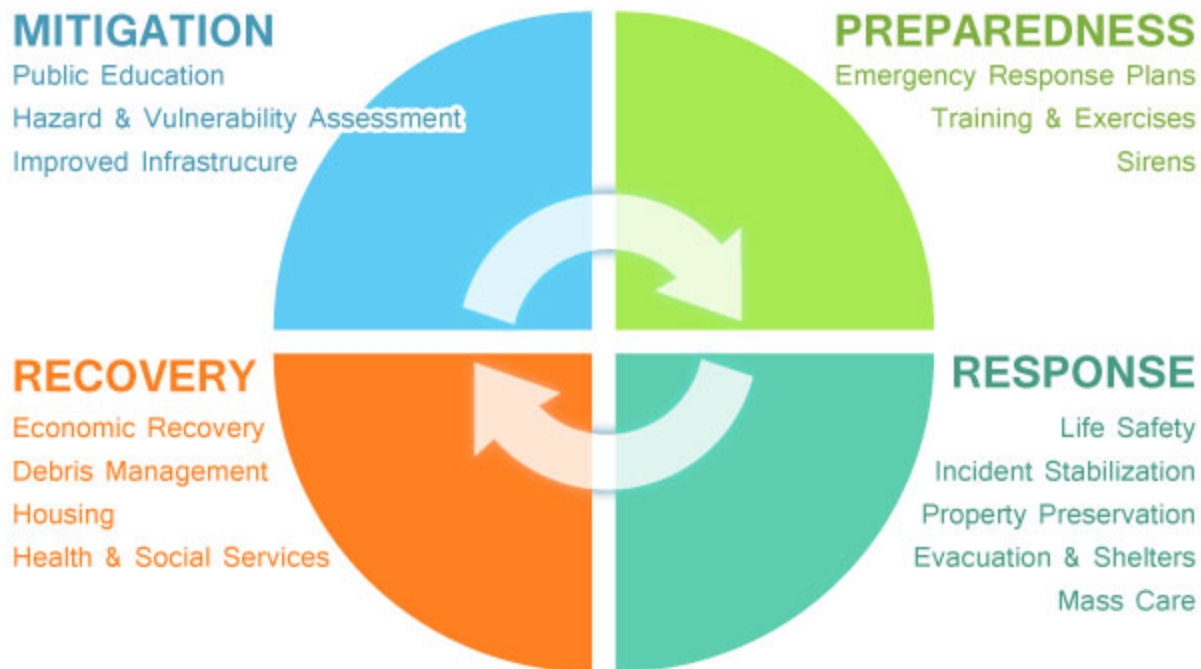 MITIGATION
Public Education
Hazard & Vulnerability Assessment
Improved Infrastrucure
PREPAREDNESS
Emergency Response Plans
Training & Exercises
Sirens
RECOVERY
Economic Recovery
Debris Management
Housing
Health & Social Services
RESPONSE
Life Safety
Incident Stabilization
Property Preservation
Evacuation & Shelters
Mass Care